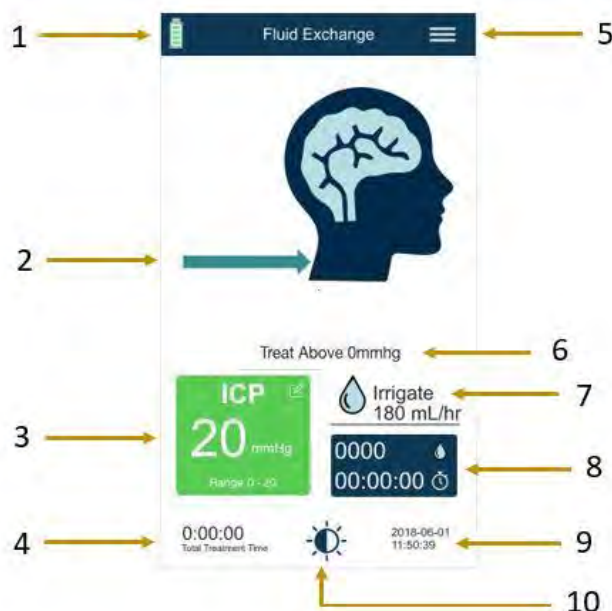 1
Fluid Exchange
5
2
Treat Above 0mmhg
6
ICP
Irrigate
180 mL/hr
7
3
20 mmHg
Range 0 - 20
0000
00:00:00
8
4
0:00:00
Total Treatment Time
2018-06-01
11:50:39
9
10